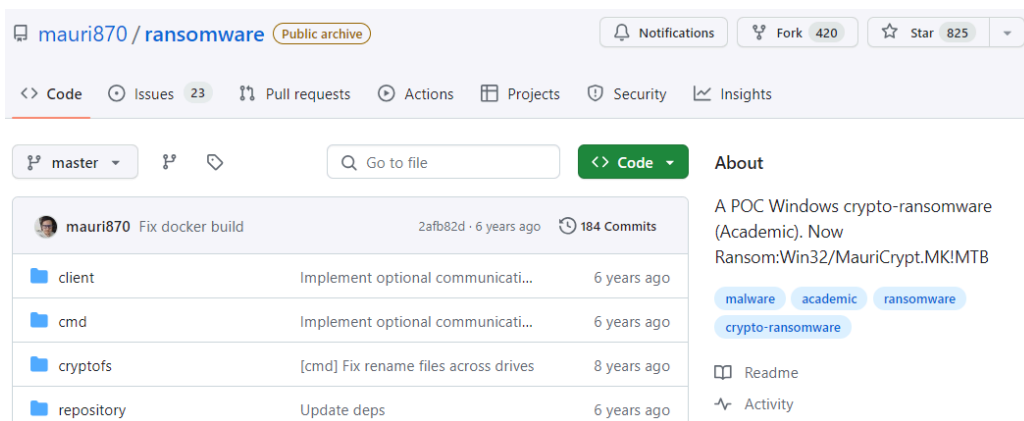 mauri870 / ransomware Public archive Notifications Fork 420 Star 825
Code Issues 23 Pull requests Actions Projects Security Insights
master Go to file Code
mauri870 Fix docker build 2afb82d · 6 years ago 184 Commits
client Implement optional communicati... 6 years ago
cmd Implement optional communicati... 6 years ago
cryptofs [cmd] Fix rename files across drives 8 years ago
repository Update deps 6 years ago
About
A POC Windows crypto-ransomware
(Academic). Now
Ransom:Win32/MauriCrypt.MK!MTB
malware academic ransomware
crypto-ransomware
Readme
Activity